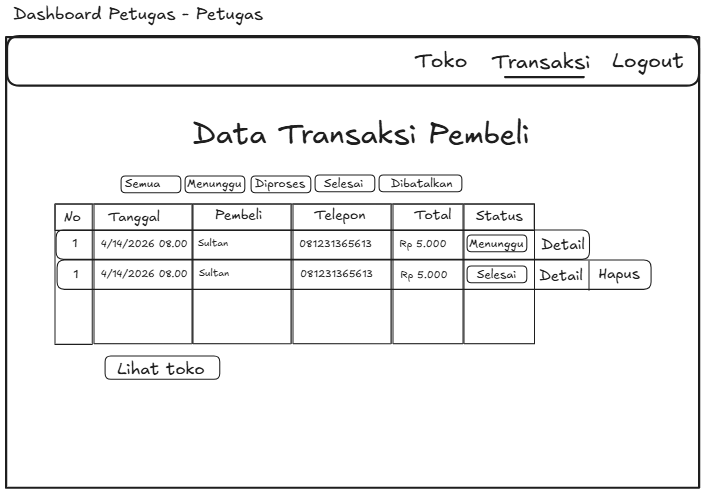 Dashboard Petugas - Petugas
Toko Transaksi Logout
Data Transaksi Pembeli
Semua Menunggu Diproses Selesai Dibatalkan
No Tanggal Pembeli Telepon Total Status
1 4/14/2026 08.00 Sultan 081231365613 Rp 5.000 Menunggu Detail
1 4/14/2026 08.00 Sultan 081231365613 Rp 5.000 Selesai Detail Hapus
Lihat toko